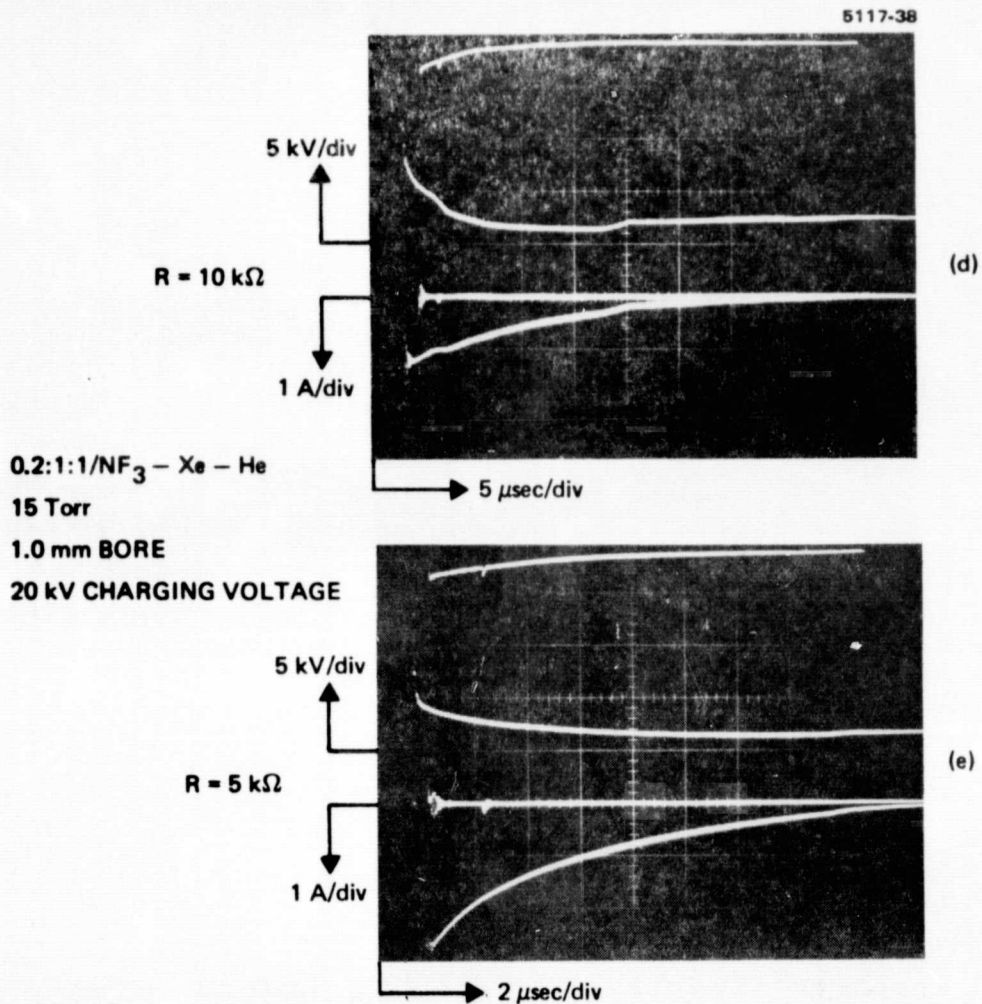 5117-38
5 kV/div
R = 10 kΩ
(d)
1 A/div
5 μsec/div
0.2:1:1/NF3 – Xe – He
15 Torr
1.0 mm BORE
20 kV CHARGING VOLTAGE
5 kV/div
R = 5 kΩ
(e)
1 A/div
2 μsec/div